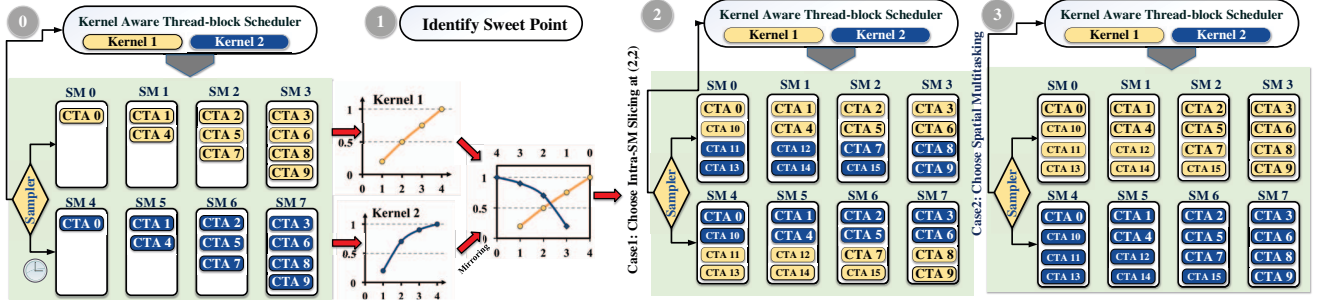 0
Kernel Aware Thread-block Scheduler
Kernel 1 Kernel 2
SM 0 SM 1 SM 2 SM 3
CTA 0 CTA 1 CTA 2 CTA 3
CTA 4 CTA 5 CTA 6
CTA 7 CTA 8
CTA 9
Sampler
SM 4 SM 5 SM 6 SM 7
CTA 0 CTA 1 CTA 2 CTA 3
CTA 4 CTA 5 CTA 6
CTA 7 CTA 8
CTA 9
1
Identify Sweet Point
Kernel 1
1
0.5
0 1 2 3 4
Kernel 2
1
0.5
0 1 2 3 4
Mirroring
4 3 2 1 0
1
0.5
0
0 1 2 3 4
Case1: Choose Intra-SM Slicing at (2,2)
2
Kernel Aware Thread-block Scheduler
Kernel 1 Kernel 2
SM 0 SM 1 SM 2 SM 3
CTA 0 CTA 1 CTA 2 CTA 3
CTA 10 CTA 4 CTA 5 CTA 6
CTA 11 CTA 12 CTA 7 CTA 8
CTA 13 CTA 14 CTA 15 CTA 9
Sampler
SM 4 SM 5 SM 6 SM 7
CTA 0 CTA 1 CTA 2 CTA 3
CTA 10 CTA 4 CTA 5 CTA 6
CTA 11 CTA 12 CTA 7 CTA 8
CTA 13 CTA 14 CTA 15 CTA 9
Case2: Choose Spatial Multitasking
3
Kernel Aware Thread-block Scheduler
Kernel 1 Kernel 2
SM 0 SM 1 SM 2 SM 3
CTA 0 CTA 1 CTA 2 CTA 3
CTA 10 CTA 4 CTA 5 CTA 6
CTA 11 CTA 12 CTA 7 CTA 8
CTA 13 CTA 14 CTA 15 CTA 9
Sampler
SM 4 SM 5 SM 6 SM 7
CTA 0 CTA 1 CTA 2 CTA 3
CTA 10 CTA 4 CTA 5 CTA 6
CTA 11 CTA 12 CTA 7 CTA 8
CTA 13 CTA 14 CTA 15 CTA 9